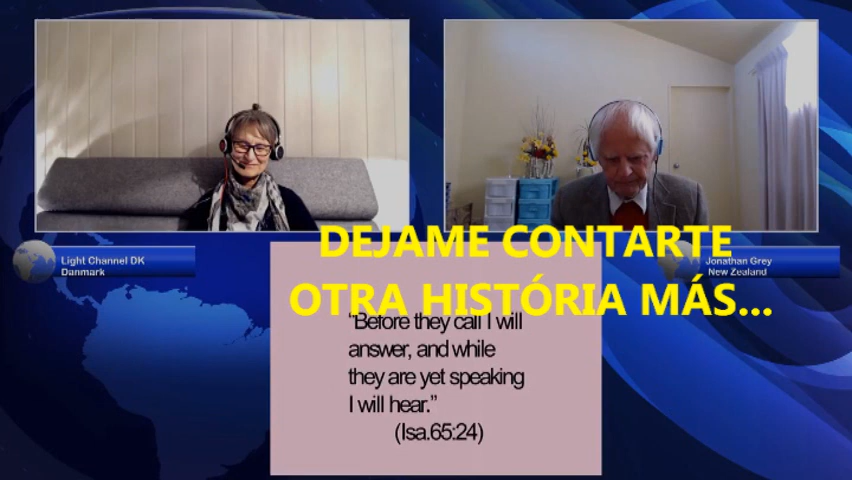 Light Channel DK
Danmark
Jonathan Grey
New Zealand
DEJAME CONTARTE
OTRA HISTÓRIA MÁS...
“Before they call I will
answer, and while
they are yet speaking
I will hear.”
(Isa.65:24)